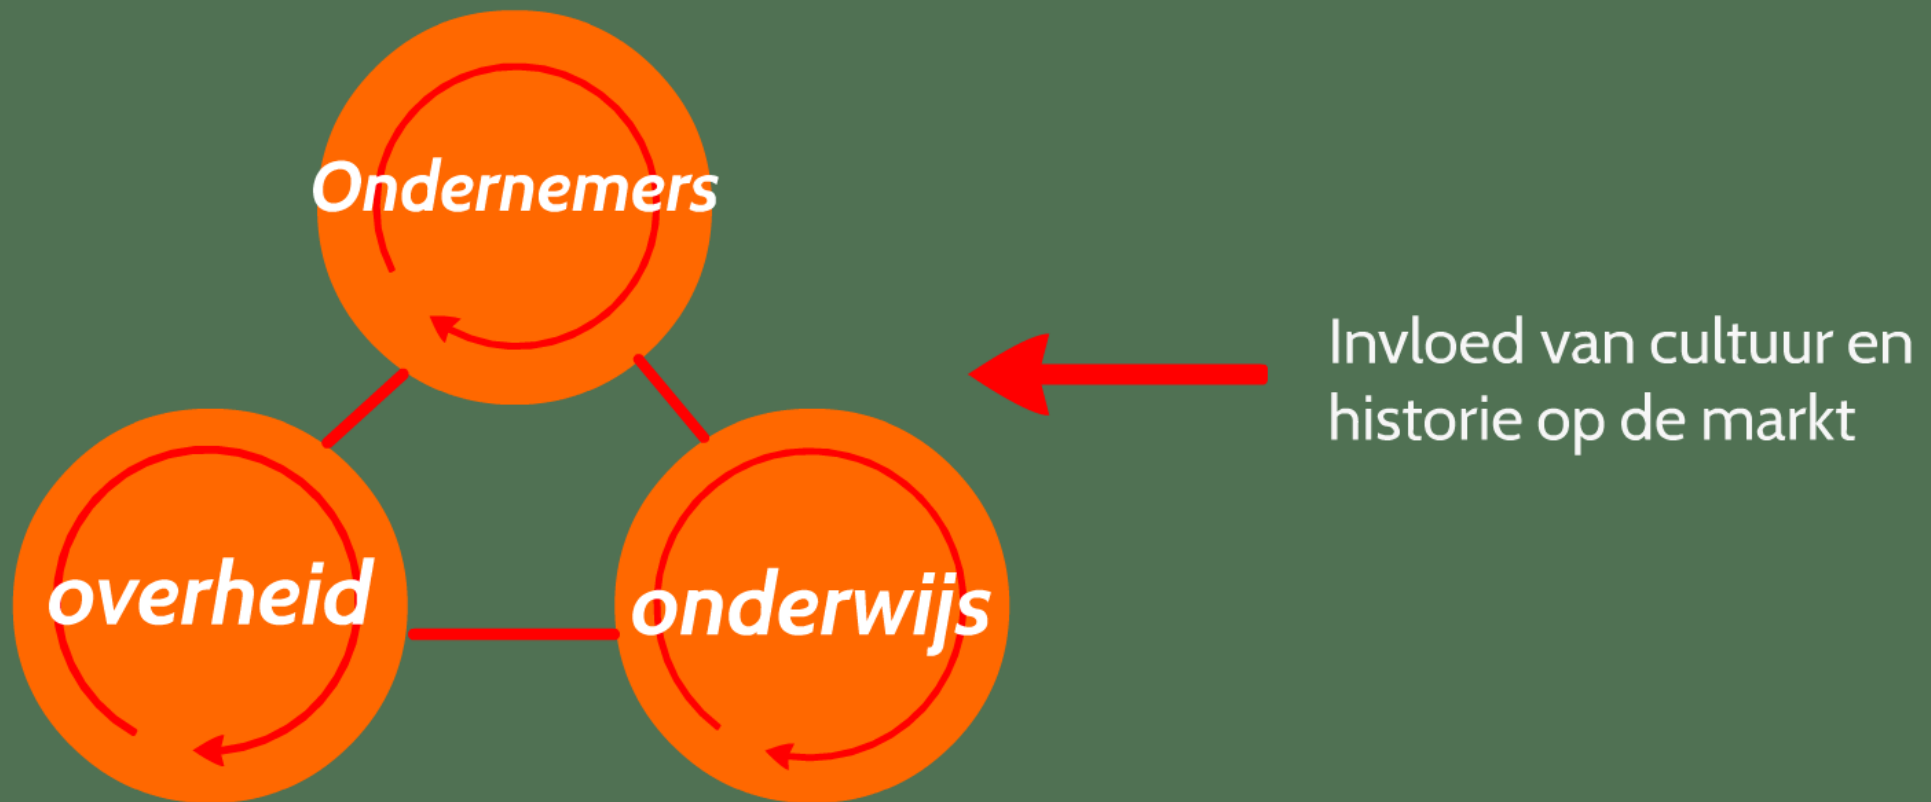 Ondernemers
overheid
onderwijs
Invloed van cultuur en
historie op de markt